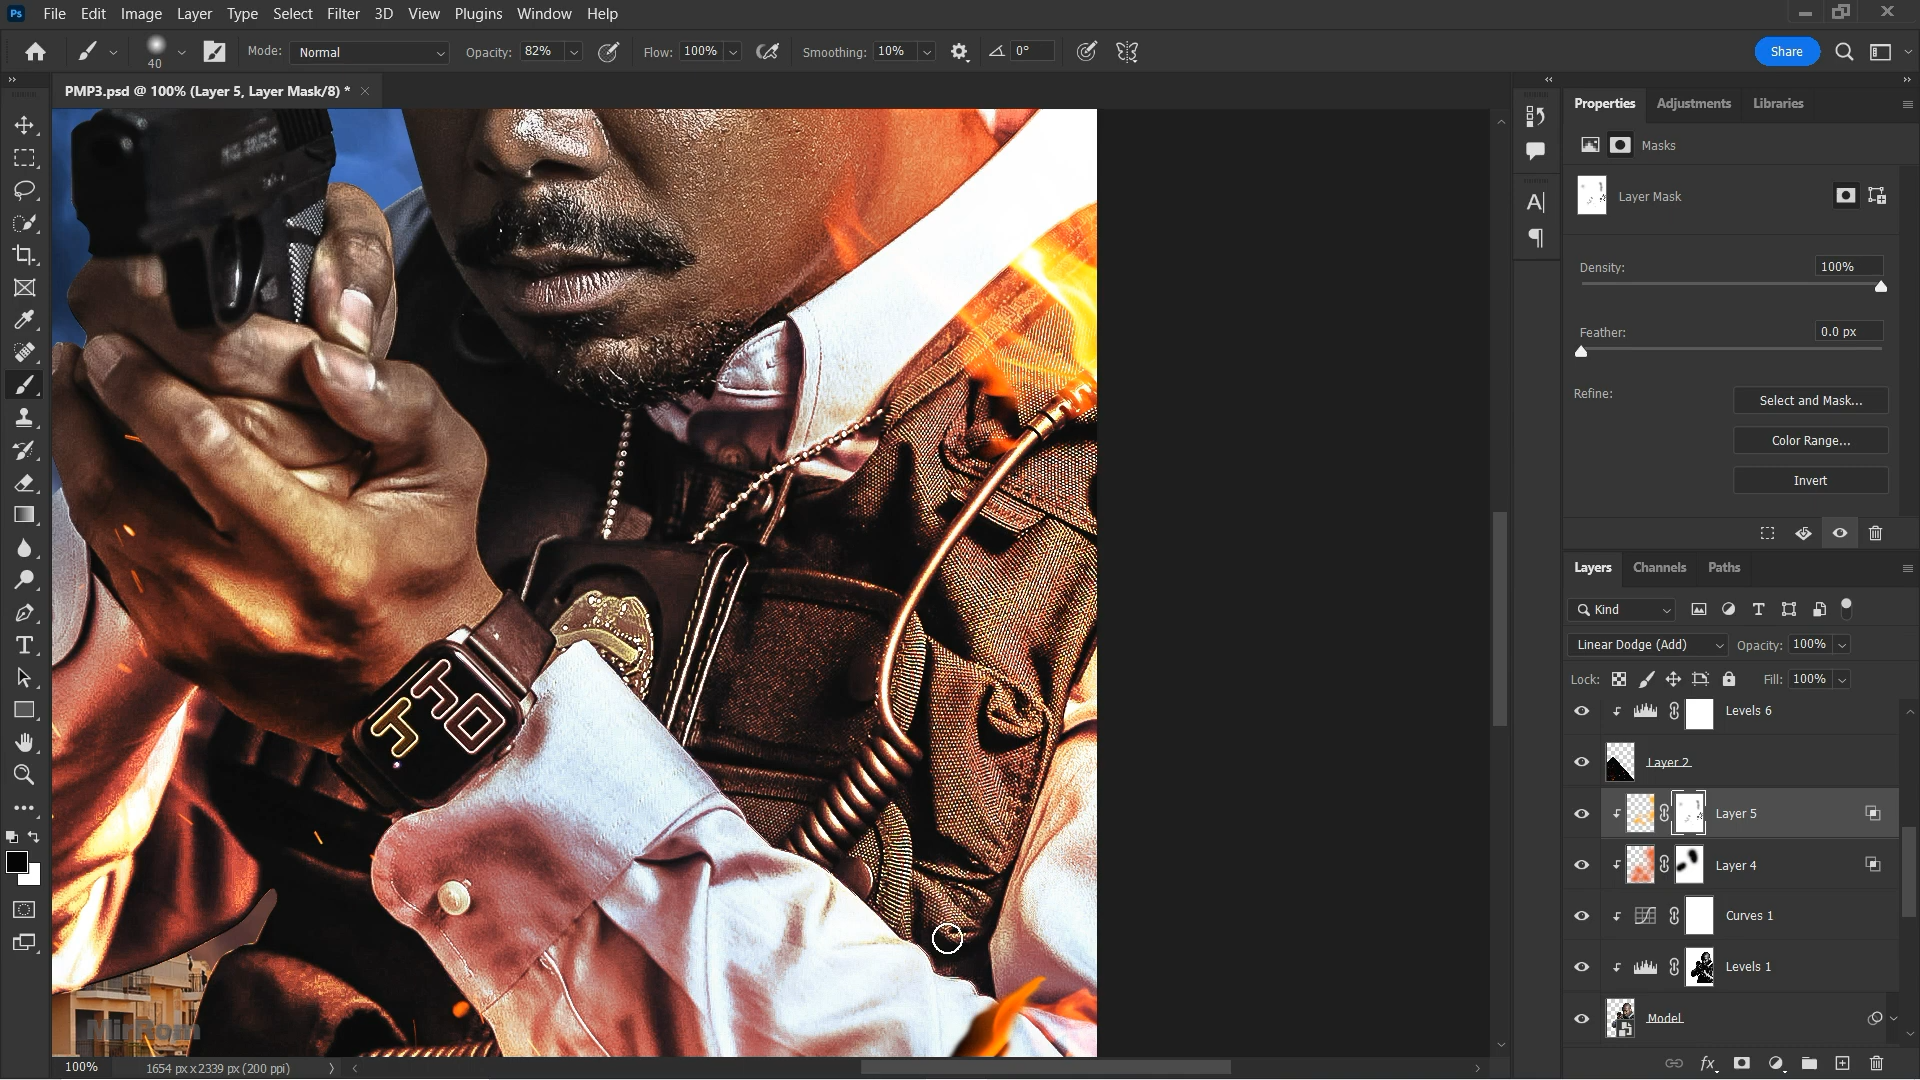 Ps File Edit Image Layer Type Select Filter 3D View Plugins Window Help
40 Mode: Normal Opacity: 82% Flow: 100% Smoothing: 10% 0° Share
PMP3.psd @ 100% (Layer 5, Layer Mask/8) *
Properties Adjustments Libraries
Masks
Layer Mask
Density: 100%
Feather: 0.0 px
Refine: Select and Mask...
Color Range...
Invert
Layers Channels Paths
Kind
Linear Dodge (Add) Opacity: 100%
Lock: Fill: 100%
Levels 6
Layer 2
Layer 5
Layer 4
Curves 1
Levels 1
Model
MirRom
100% 1654 px x 2339 px (200 ppi)